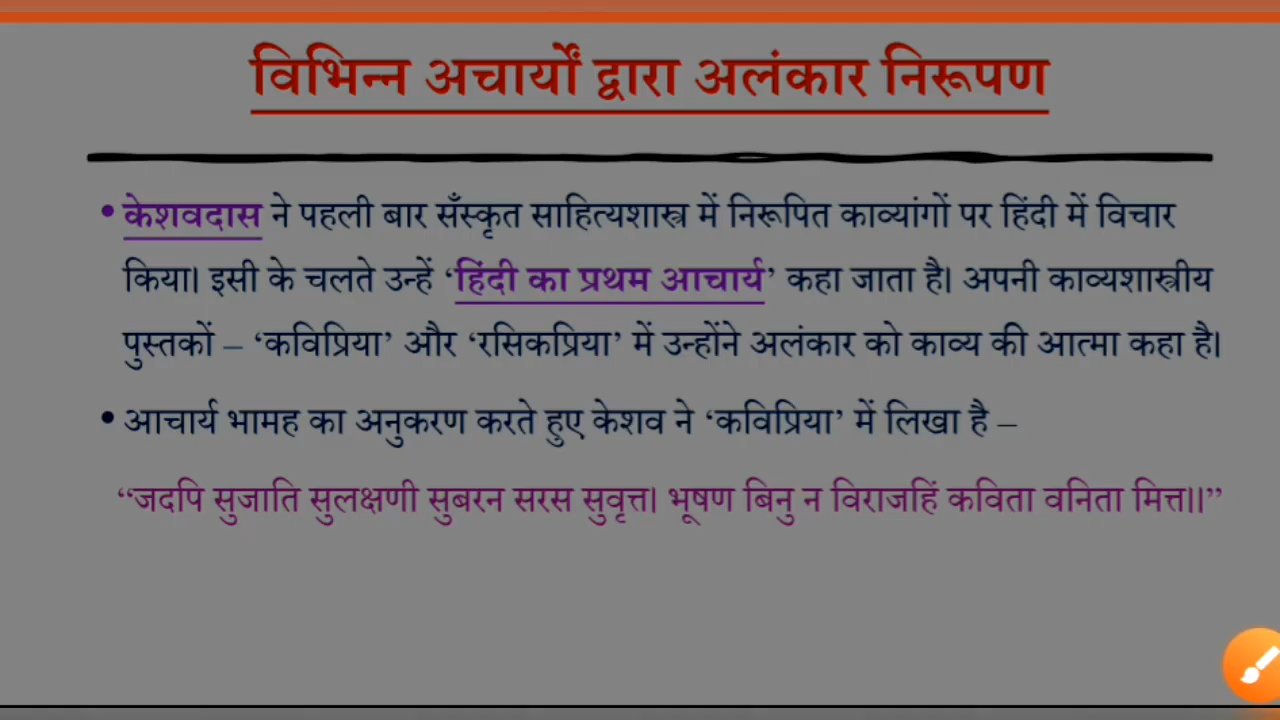 विभिन्न अचार्यों द्वारा अलंकार निरूपण
• केशवदास ने पहली बार सँस्कृत साहित्यशास्त्र में निरूपित काव्यांगों पर हिंदी में विचार
किया। इसी के चलते उन्हें ‘हिंदी का प्रथम आचार्य’ कहा जाता है। अपनी काव्यशास्त्रीय
पुस्तकों – ‘कविप्रिया’ और ‘रसिकप्रिया’ में उन्होंने अलंकार को काव्य की आत्मा कहा है।
• आचार्य भामह का अनुकरण करते हुए केशव ने ‘कविप्रिया’ में लिखा है –
“जदपि सुजाति सुलक्षणी सुबरन सरस सुवृत्त। भूषण बिनु न विराजहिं कविता वनिता मित्त॥”